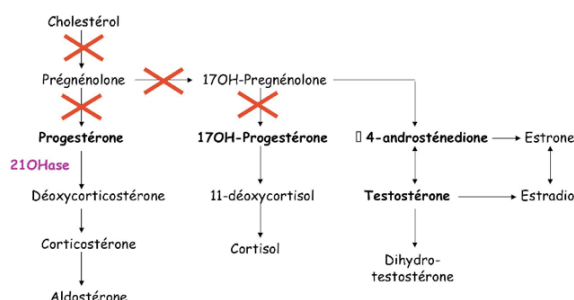 Cholestérol
Prégnénolone
17OH-Pregnénolone
Progestérone
17OH-Progestérone
▯ 4-androsténedione
Estrone
21OHase
Déoxycorticostérone
11-déoxycortisol
Testostérone
Estradio
Corticostérone
Cortisol
Dihydro-
testostérone
Aldostérone